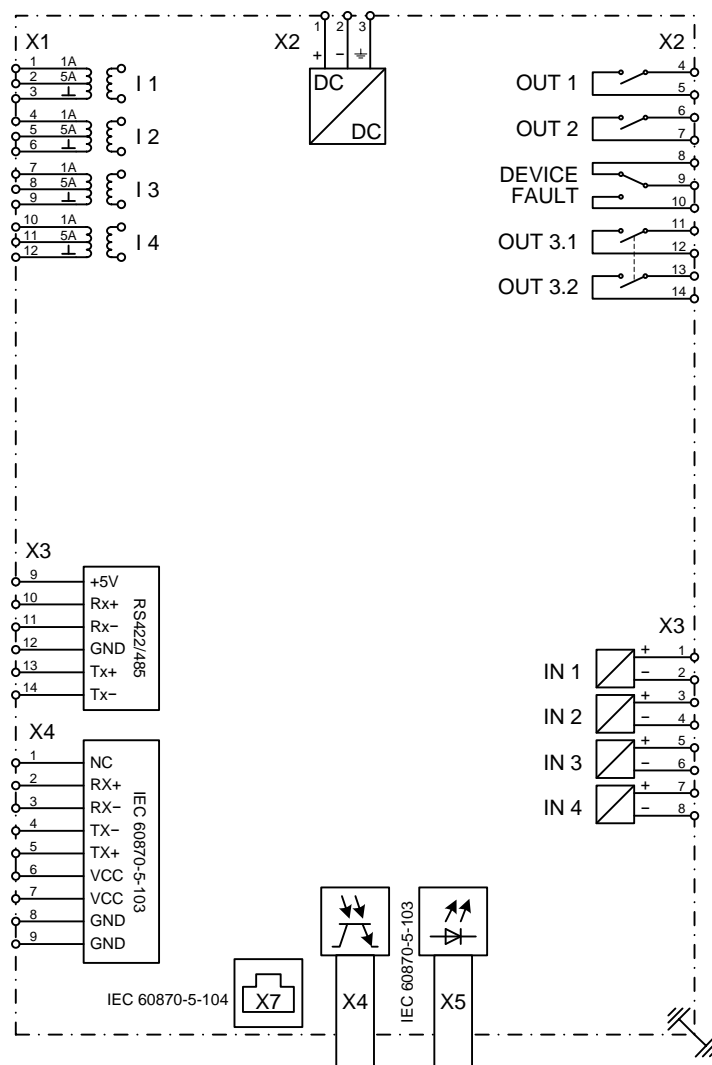 X1
1 1A
2 5A
3 ⊥
I 1
4 1A
5 5A
6 ⊥
I 2
7 1A
8 5A
9 ⊥
I 3
10 1A
11 5A
12 ⊥
I 4
X2
1 2 3
+ −
DC
DC
X2
OUT 1
4
5
OUT 2
6
7
DEVICE
FAULT
8
9
10
OUT 3.1
11
12
OUT 3.2
13
14
X3
9 +5V
10 Rx+
11 Rx−
12 GND
13 Tx+
14 Tx−
RS422/485
X4
1 NC
2 RX+
3 RX−
4 TX−
5 TX+
6 VCC
7 VCC
8 GND
9 GND
IEC 60870-5-103
X3
IN 1
+ 1
− 2
IN 2
+ 3
− 4
IN 3
+ 5
− 6
IN 4
+ 7
− 8
IEC 60870-5-104
X7
X4
IEC 60870-5-103
X5